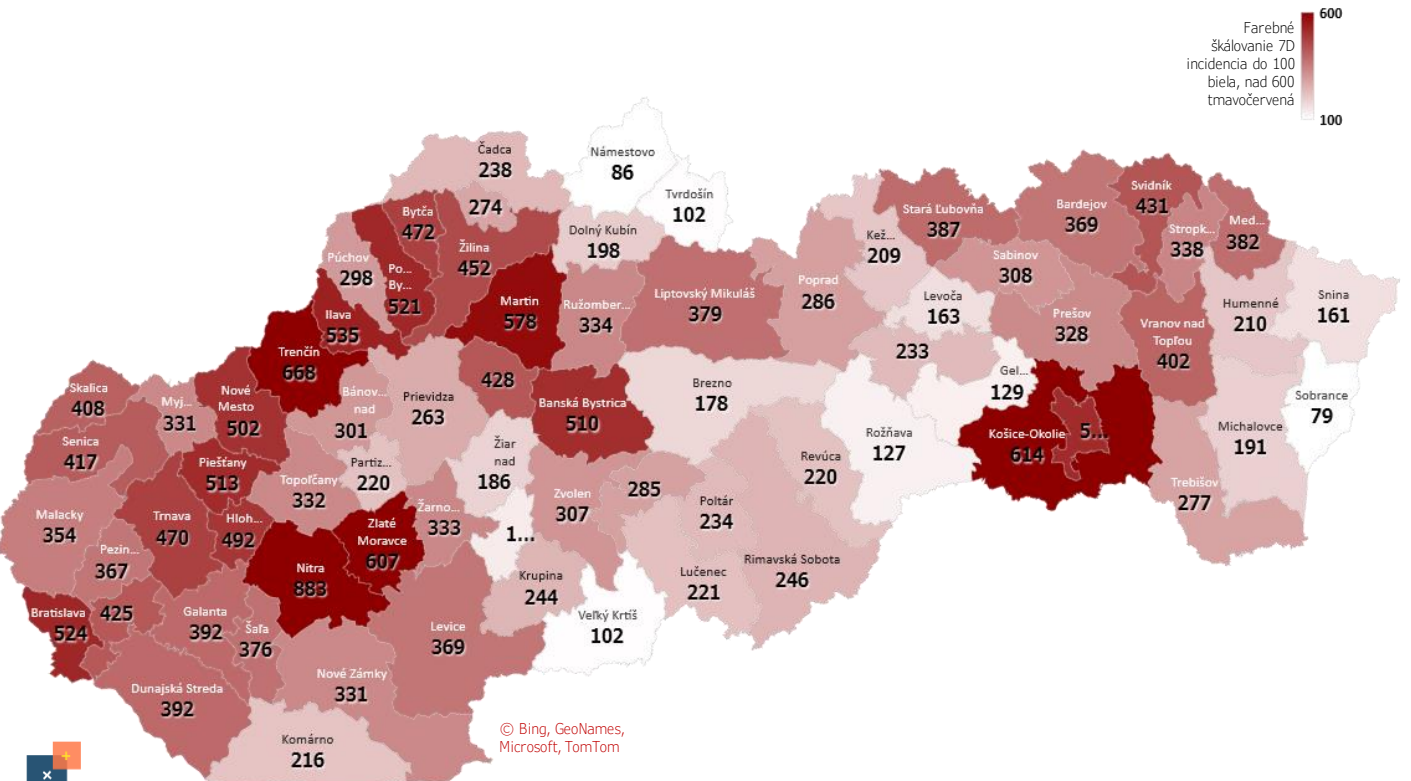 600
Farebné
škálovanie 7D
incidencia do 100
biela, nad 600
tmavočervená
100
Čadca
238
Námestovo
86
Tvrdošín
102
274
Bytča
472
Dolný Kubín
198
Žilina
452
Púchov
298
Po...
By...
521
Ilava
535
Martin
578
Ružomber...
334
Liptovský Mikuláš
379
Poprad
286
Kež...
209
Stará Ľubovňa
387
Bardejov
369
Svidník
431
Stropk...
338
Med...
382
Sabinov
308
Levoča
163
Prešov
328
Vranov nad
Topľou
402
Humenné
210
Snina
161
233
Gel...
129
Sobrance
79
Michalovce
191
Trebišov
277
Košice-Okolie
614
5...
Rožňava
127
Trenčín
668
Skalica
408
Myj...
331
Nové
Mesto
502
Bánov...
nad
301
Prievidza
263
428
Banská Bystrica
510
Brezno
178
Senica
417
Piešťany
513
Topoľčany
332
Partiz...
220
Žiar
nad
186
Revúca
220
Malacky
354
Trnava
470
Hloh...
492
Zlaté
Moravce
607
Žarno...
333
1...
Zvolen
307
285
Poltár
234
Pezin...
367
Nitra
883
Krupina
244
Lučenec
221
Rimavská Sobota
246
Bratislava
524
425
Galanta
392
Šaľa
376
Levice
369
Veľký Krtíš
102
Dunajská Streda
392
Nové Zámky
331
Komárno
216
© Bing, GeoNames,
Microsoft, TomTom